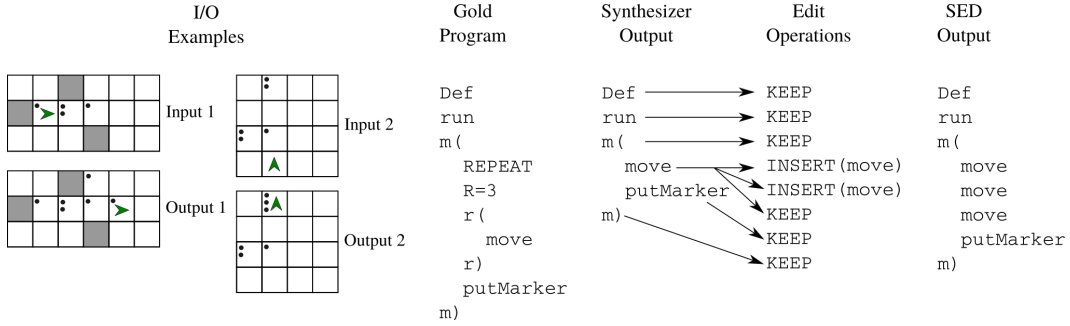 I/O
Examples
Input 1
Output 1
Input 2
Output 2
Gold
Program
Def
run
m(
REPEAT
R=3
r(
move
r)
putMarker
m)
Synthesizer
Output
Def
run
m(
move
putMarker
m)
Edit
Operations
KEEP
KEEP
KEEP
INSERT(move)
INSERT(move)
KEEP
KEEP
KEEP
SED
Output
Def
run
m(
move
move
move
putMarker
m)